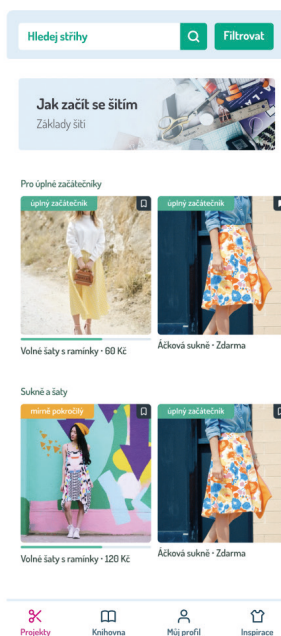 Hledej střihy
Filtrovat
Jak začít se šitím
Základy šití
Pro úplné začátečníky
úplný začátečník
úplný začátečník
Volné šaty s ramínky • 60 Kč
Áčková sukně • Zdarma
Sukně a šaty
mírně pokročilý
úplný začátečník
Volné šaty s ramínky • 120 Kč
Áčková sukně • Zdarma
Projekty
Knihovna
Můj profil
Inspirace